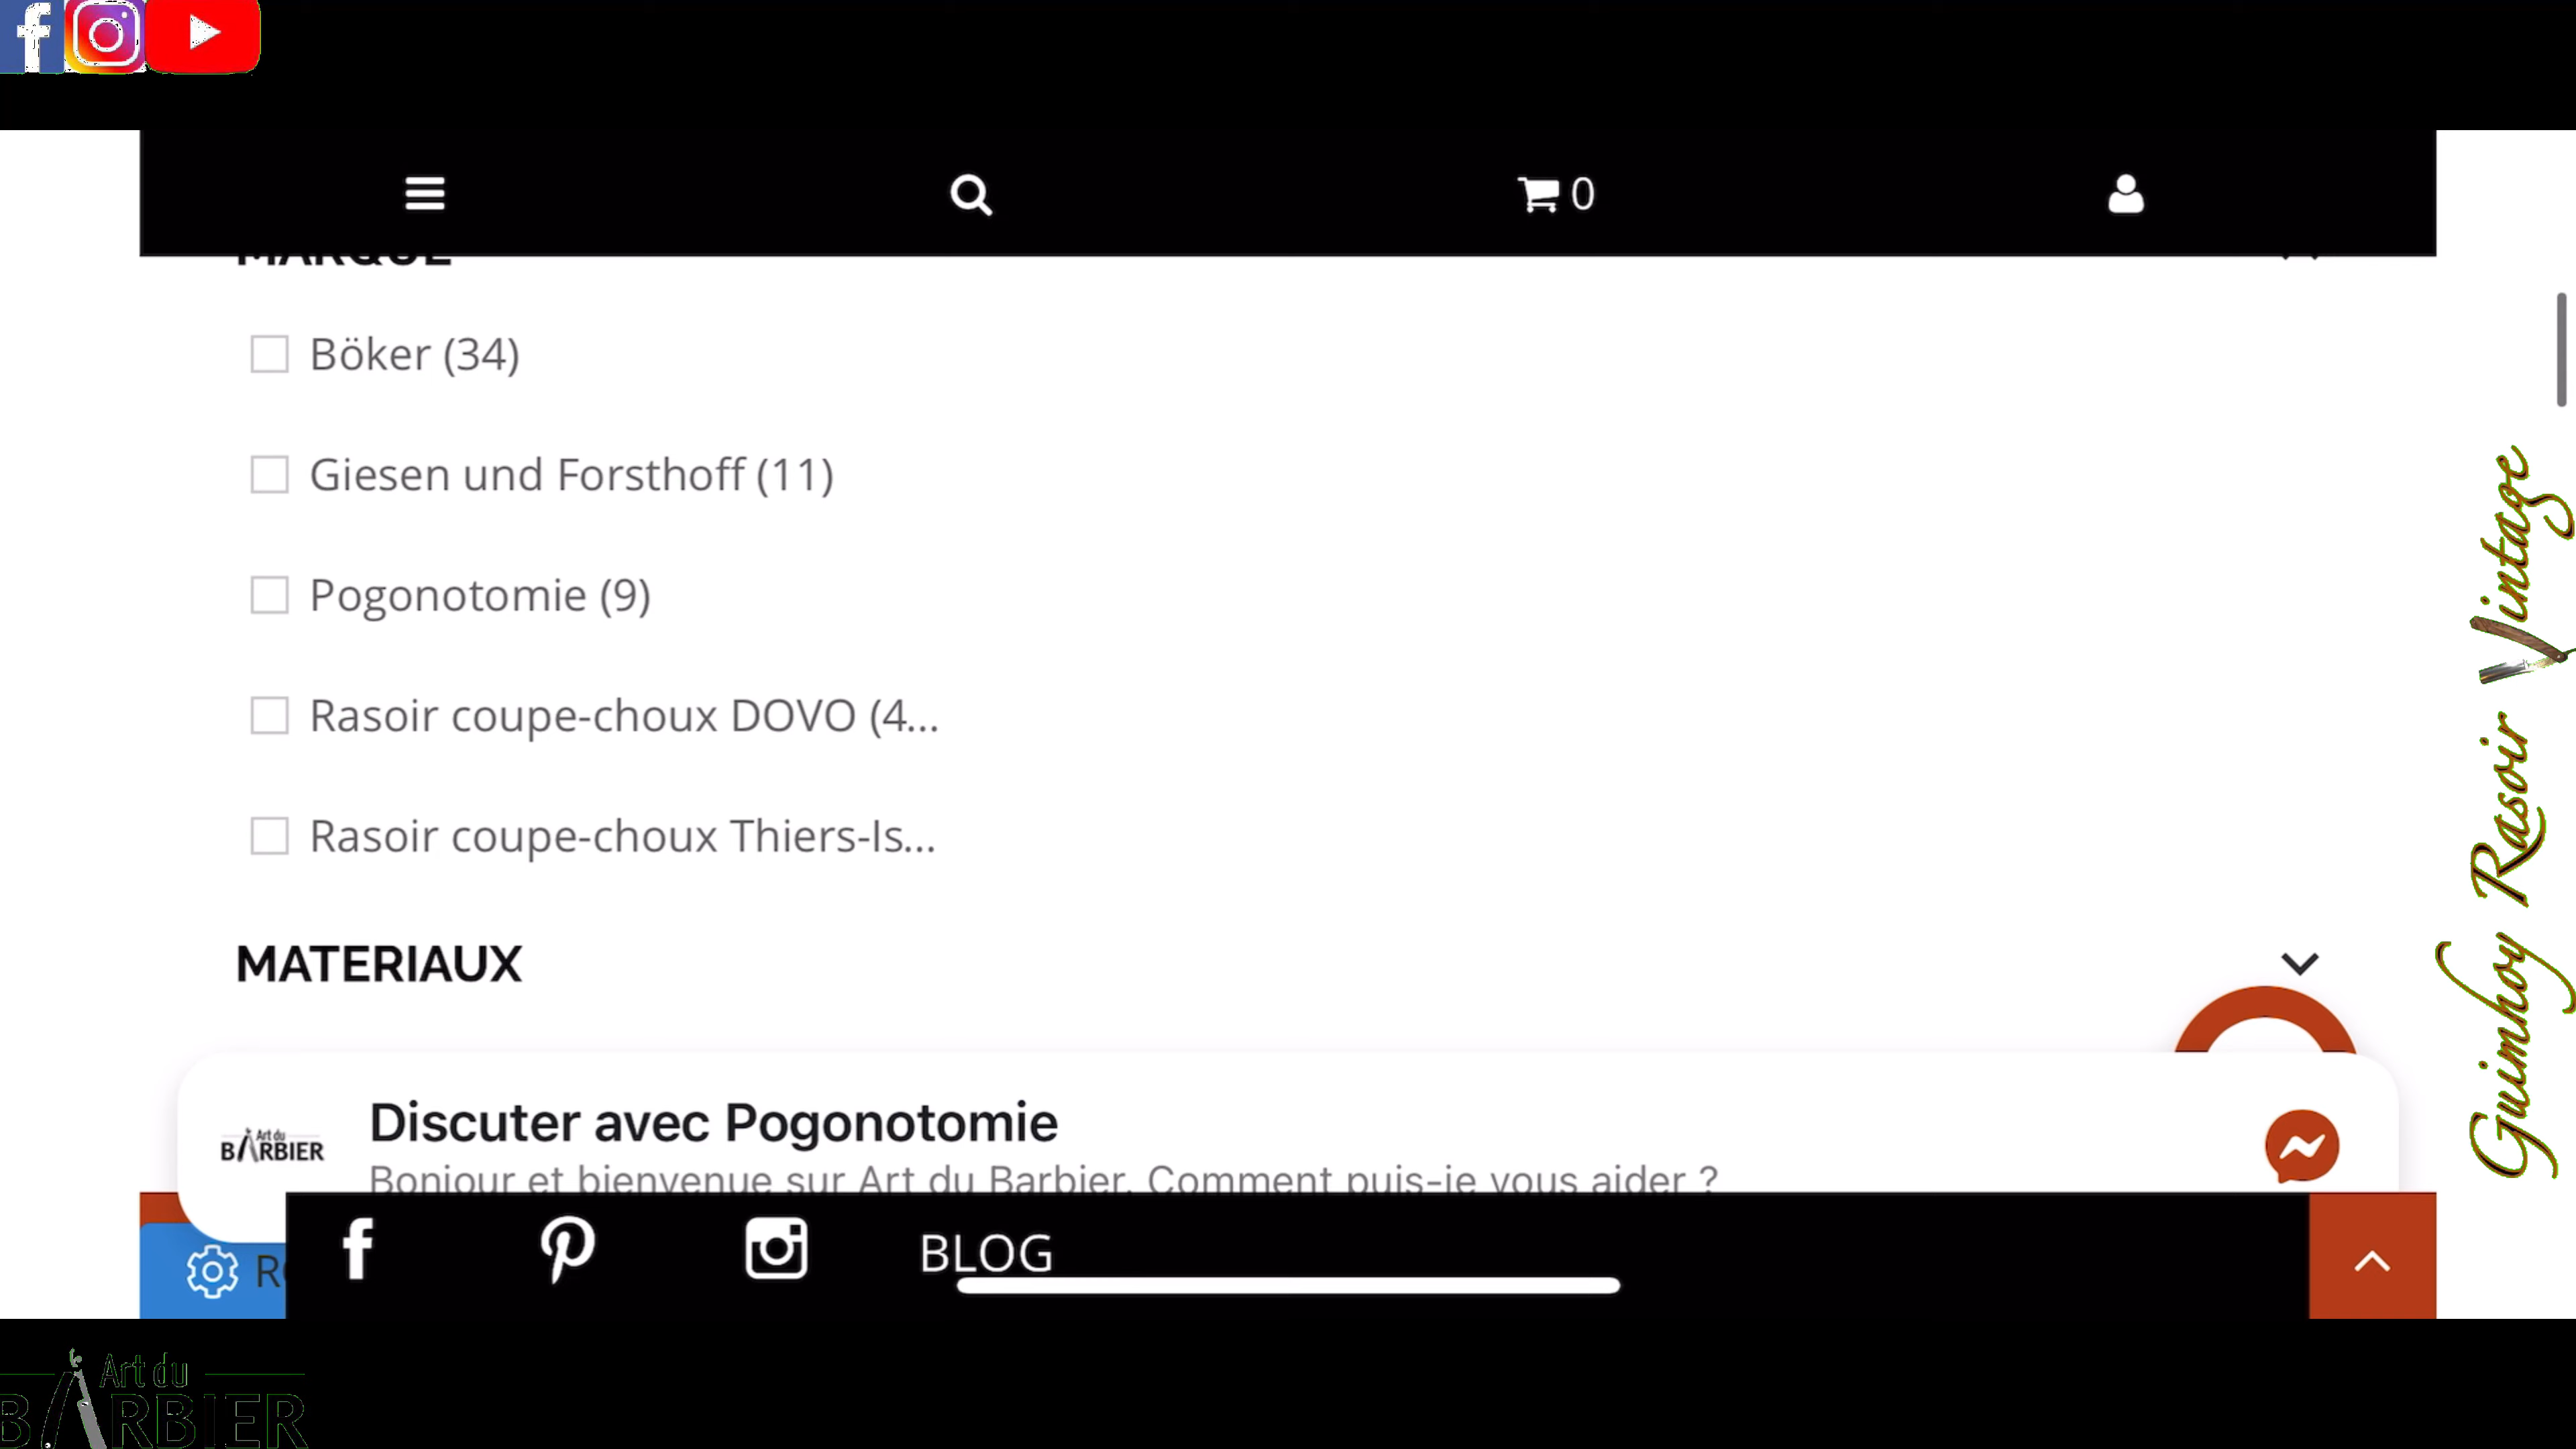 0
MARQUE
Böker (34)
Giesen und Forsthoff (11)
Pogonotomie (9)
Rasoir coupe-choux DOVO (4...
Rasoir coupe-choux Thiers-Is...
MATERIAUX
Art du
BARBIER
Discuter avec Pogonotomie
Bonjour et bienvenue sur Art du Barbier. Comment puis-je vous aider ?
BLOG
Guimhoy Rasoir Vintage
Art du
BARBIER